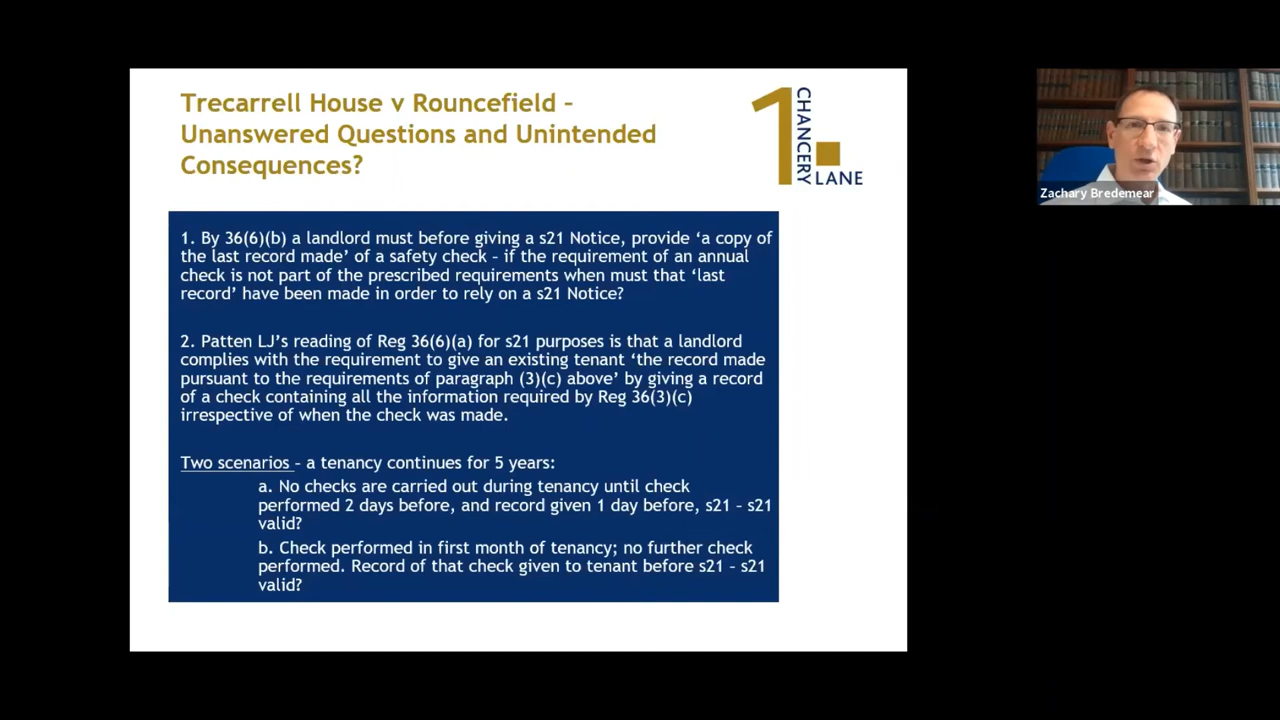 Trecarrell House v Rouncefield –
Unanswered Questions and Unintended
Consequences?
1 CHANCERY LANE
1. By 36(6)(b) a landlord must before giving a s21 Notice, provide ‘a copy of
the last record made’ of a safety check – if the requirement of an annual
check is not part of the prescribed requirements when must that ‘last
record’ have been made in order to rely on a s21 Notice?
2. Patten LJ’s reading of Reg 36(6)(a) for s21 purposes is that a landlord
complies with the requirement to give an existing tenant ‘the record made
pursuant to the requirements of paragraph (3)(c) above’ by giving a record
of a check containing all the information required by Reg 36(3)(c)
irrespective of when the check was made.
Two scenarios – a tenancy continues for 5 years:
a. No checks are carried out during tenancy until check
performed 2 days before, and record given 1 day before, s21 – s21
valid?
b. Check performed in first month of tenancy; no further check
performed. Record of that check given to tenant before s21 – s21
valid?
Zachary Bredemear